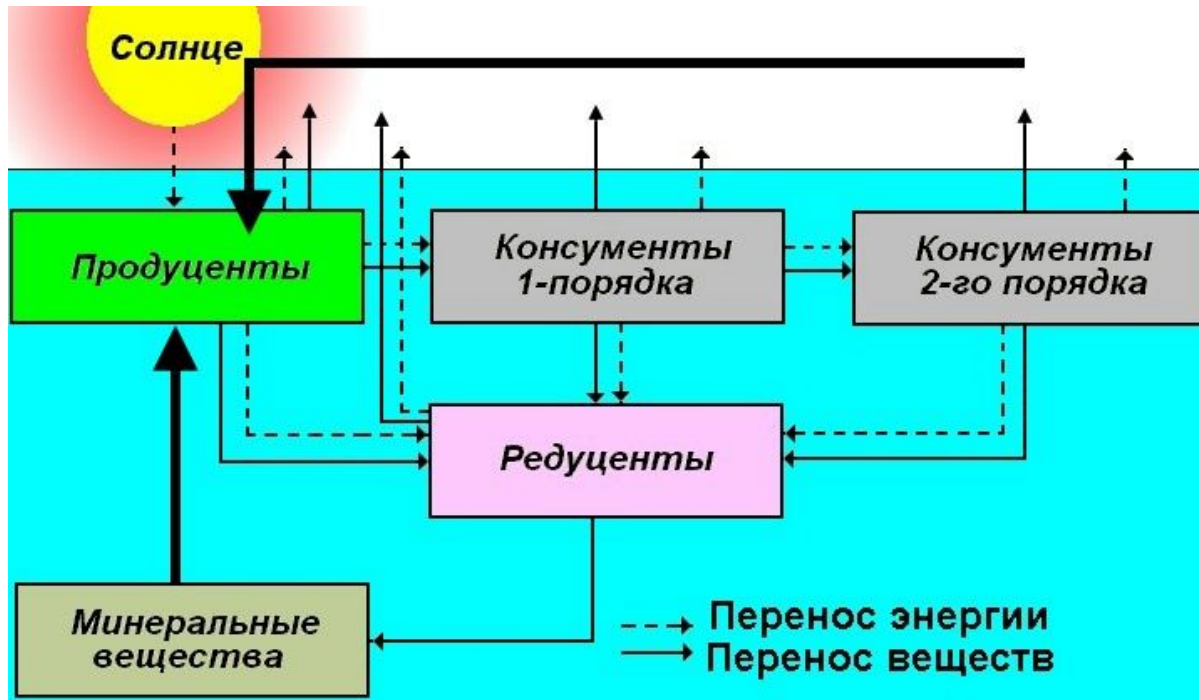 Солнце
Продуценты
Консументы
1-порядка
Консументы
2-го порядка
Редуценты
Минеральные
вещества
Перенос энергии
Перенос веществ